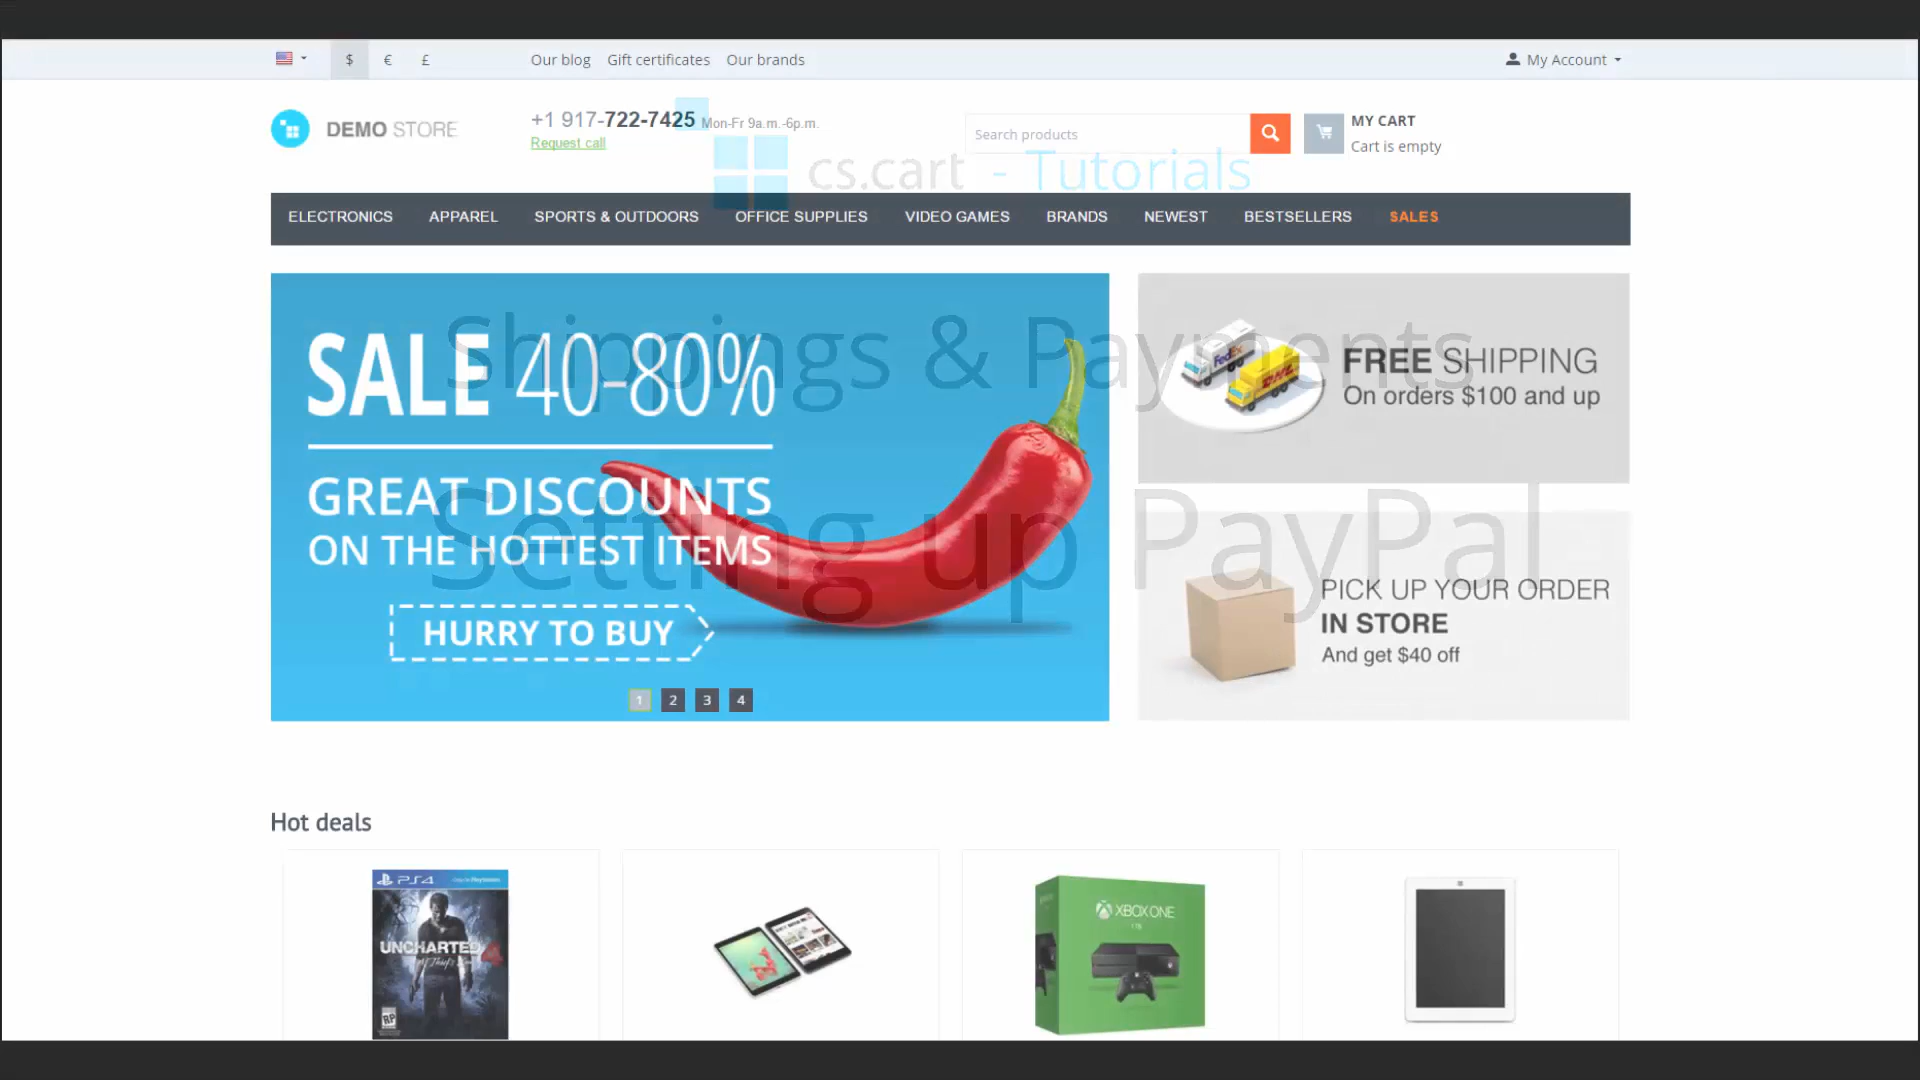 $ € £ Our blog Gift certificates Our brands My Account
DEMO STORE
+1 917-722-7425 Mon-Fr 9a.m.-6p.m.
Request call
Search products
MY CART
Cart is empty
cs.cart - Tutorials
ELECTRONICS APPAREL SPORTS & OUTDOORS OFFICE SUPPLIES VIDEO GAMES BRANDS NEWEST BESTSELLERS SALES
Shippings & Payments
Setting up PayPal
SALE 40-80%
GREAT DISCOUNTS
ON THE HOTTEST ITEMS
HURRY TO BUY
1 2 3 4
FedEx
DHL
FREE SHIPPING
On orders $100 and up
PICK UP YOUR ORDER
IN STORE
And get $40 off
Hot deals
PS4
UNCHARTED 4
RP
XBOX ONE